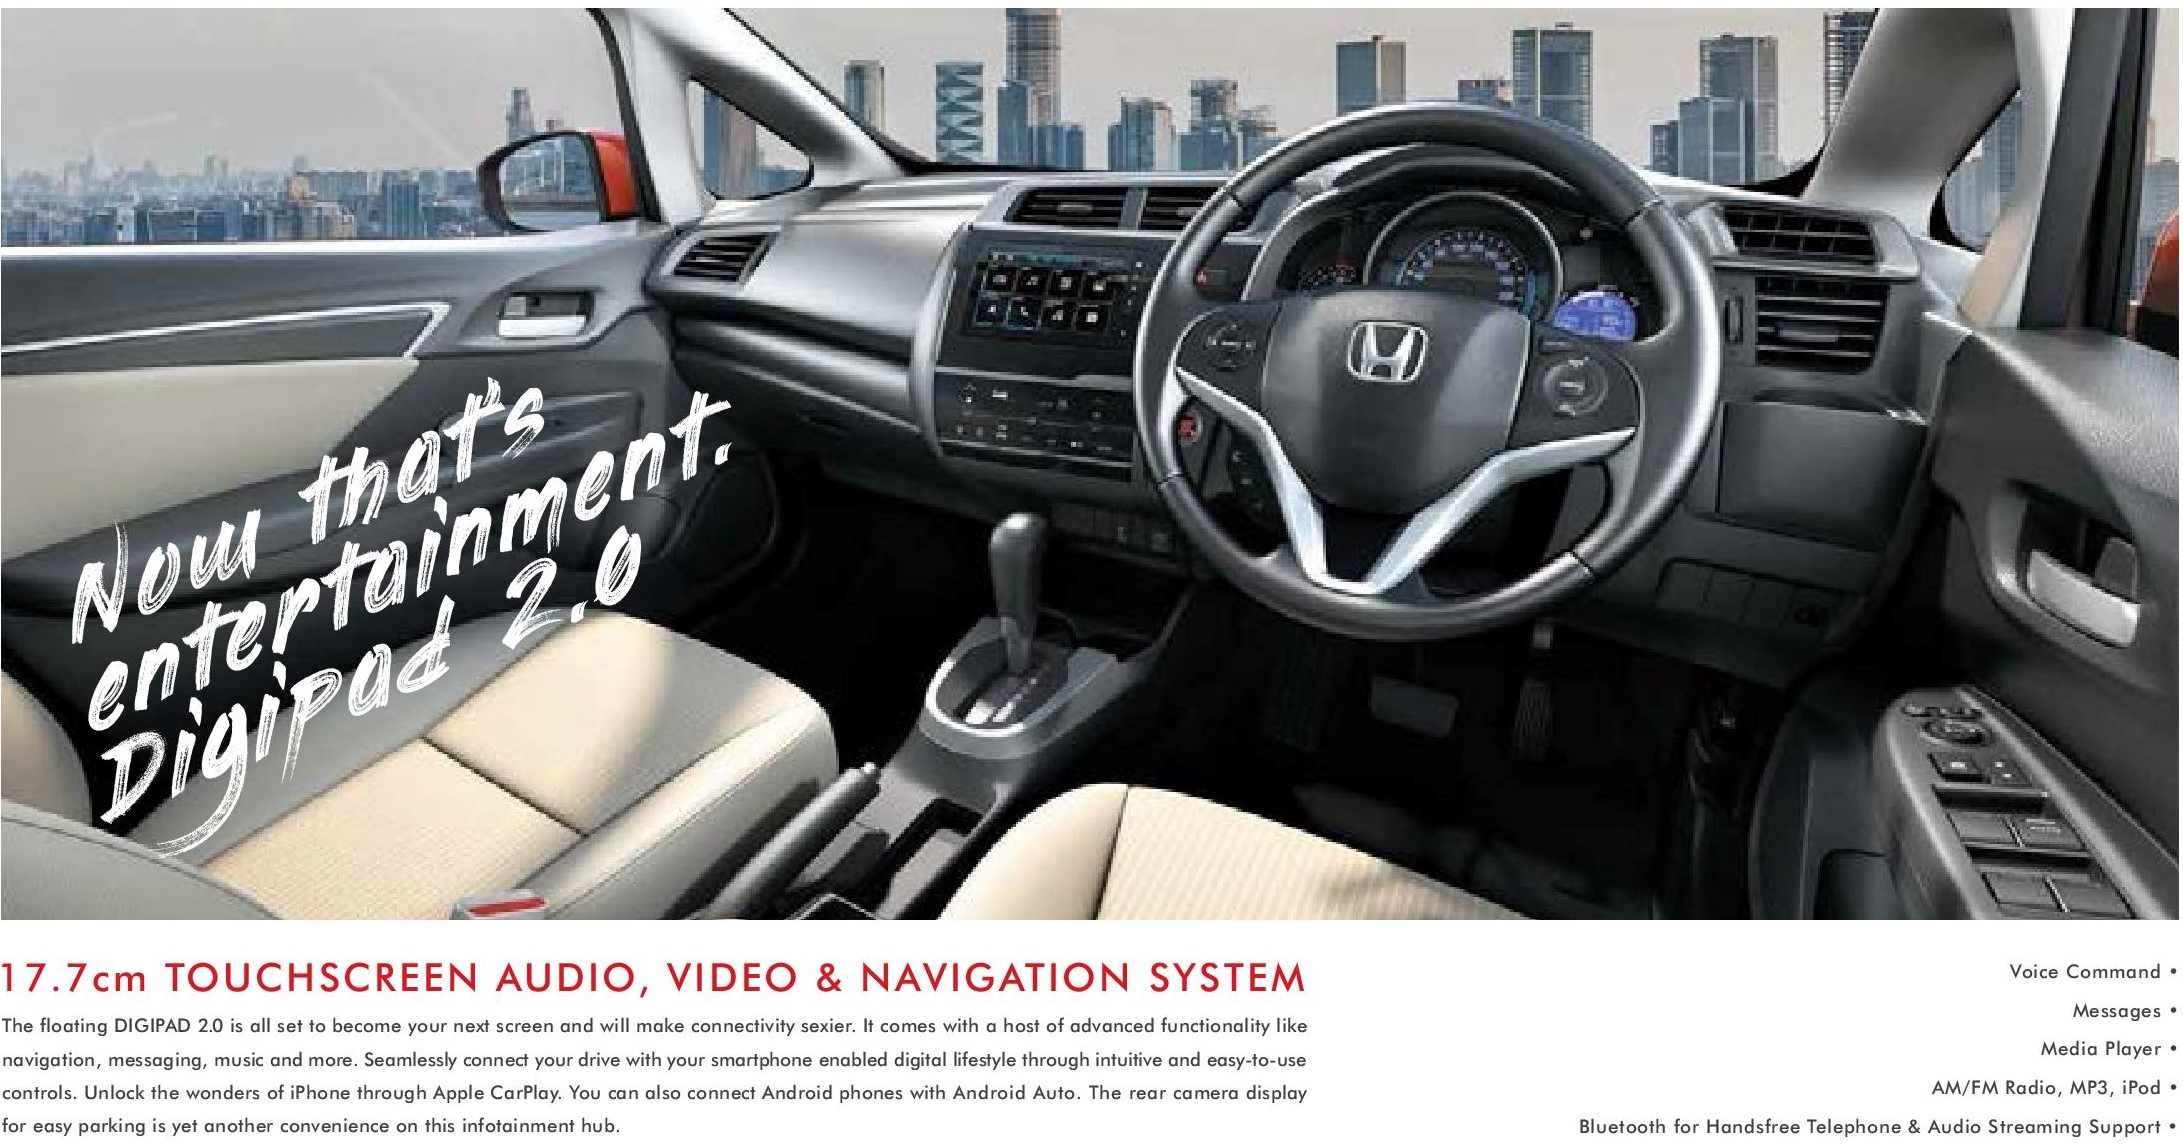 Now that's
entertainment.
Digipad 2.0
17.7cm TOUCHSCREEN AUDIO, VIDEO & NAVIGATION SYSTEM
The floating DIGIPAD 2.0 is all set to become your next screen and will make connectivity sexier. It comes with a host of advanced functionality like
navigation, messaging, music and more. Seamlessly connect your drive with your smartphone enabled digital lifestyle through intuitive and easy-to-use
controls. Unlock the wonders of iPhone through Apple CarPlay. You can also connect Android phones with Android Auto. The rear camera display
for easy parking is yet another convenience on this infotainment hub.
Voice Command •
Messages •
Media Player •
AM/FM Radio, MP3, iPod •
Bluetooth for Handsfree Telephone & Audio Streaming Support •